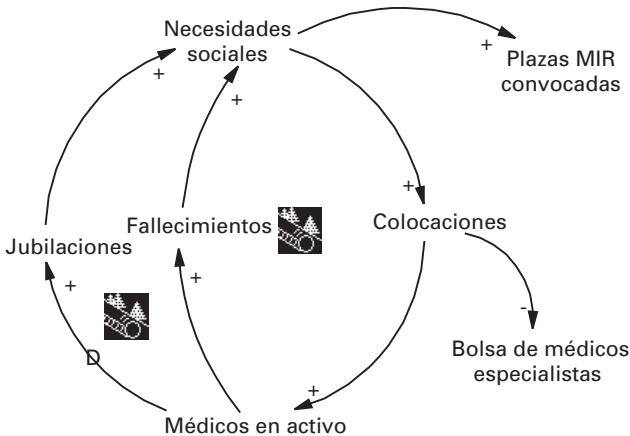 Necesidades
sociales
+
+
+
Plazas MIR
convocadas
+
Fallecimientos
Colocaciones
Jubilaciones
+
+
-
D
Bolsa de médicos
especialistas
+
Médicos en activo